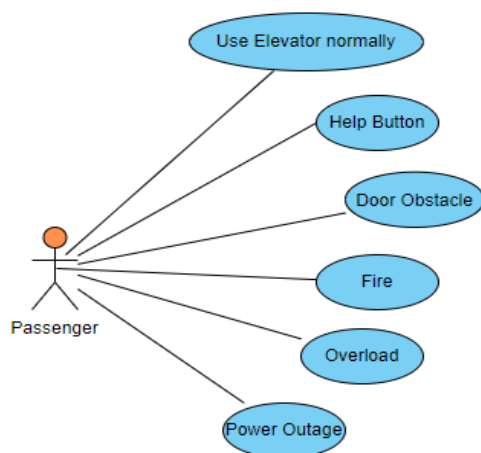 Use Elevator normally
Help Button
Door Obstacle
Fire
Passenger
Overload
Power Outage